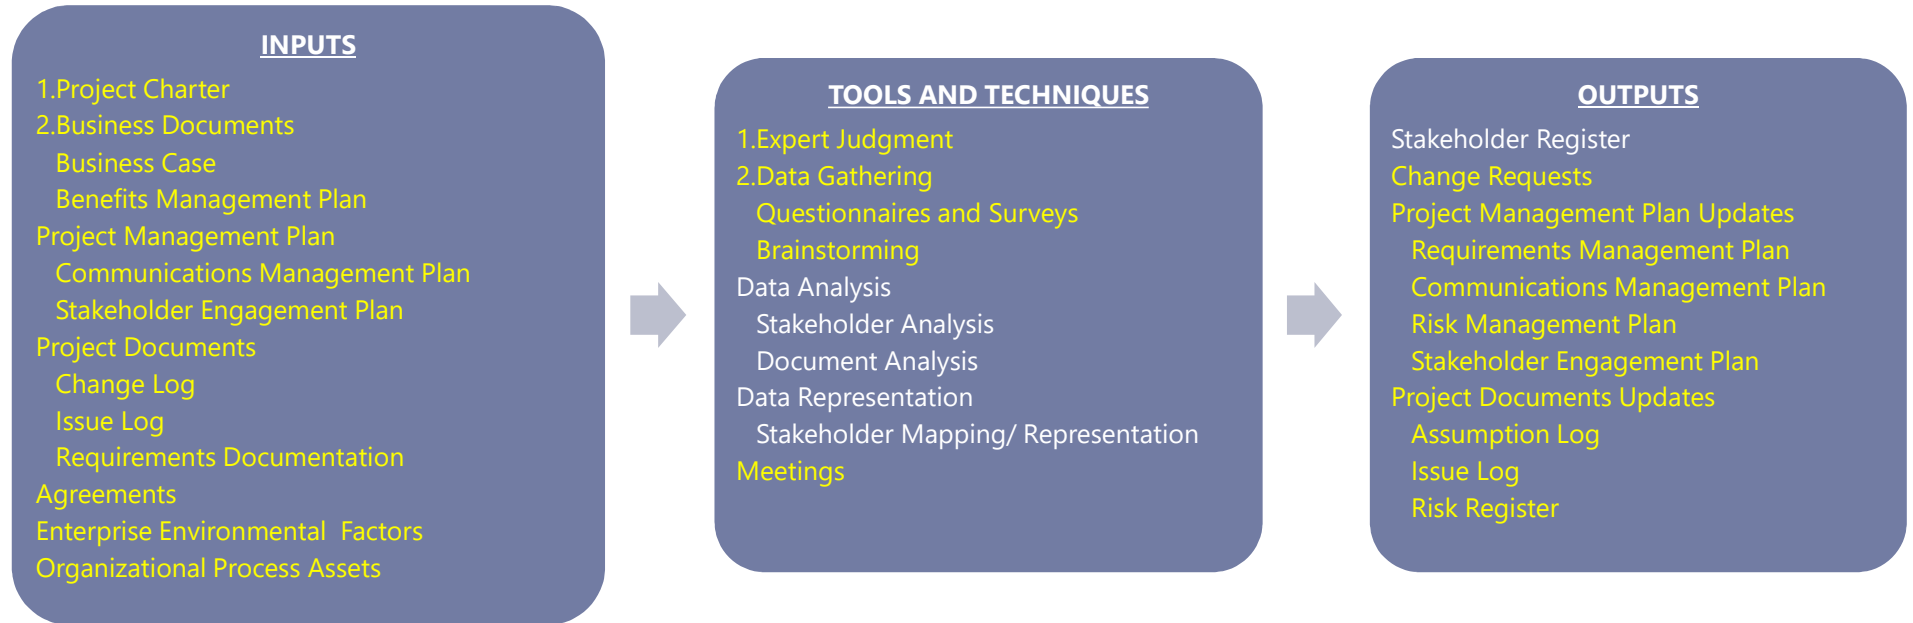 INPUTS
1.Project Charter
2.Business Documents
Business Case
Benefits Management Plan
Project Management Plan
Communications Management Plan
Stakeholder Engagement Plan
Project Documents
Change Log
Issue Log
Requirements Documentation
Agreements
Enterprise Environmental Factors
Organizational Process Assets
TOOLS AND TECHNIQUES
1.Expert Judgment
2.Data Gathering
Questionnaires and Surveys
Brainstorming
Data Analysis
Stakeholder Analysis
Document Analysis
Data Representation
Stakeholder Mapping/ Representation
Meetings
OUTPUTS
Stakeholder Register
Change Requests
Project Management Plan Updates
Requirements Management Plan
Communications Management Plan
Risk Management Plan
Stakeholder Engagement Plan
Project Documents Updates
Assumption Log
Issue Log
Risk Register